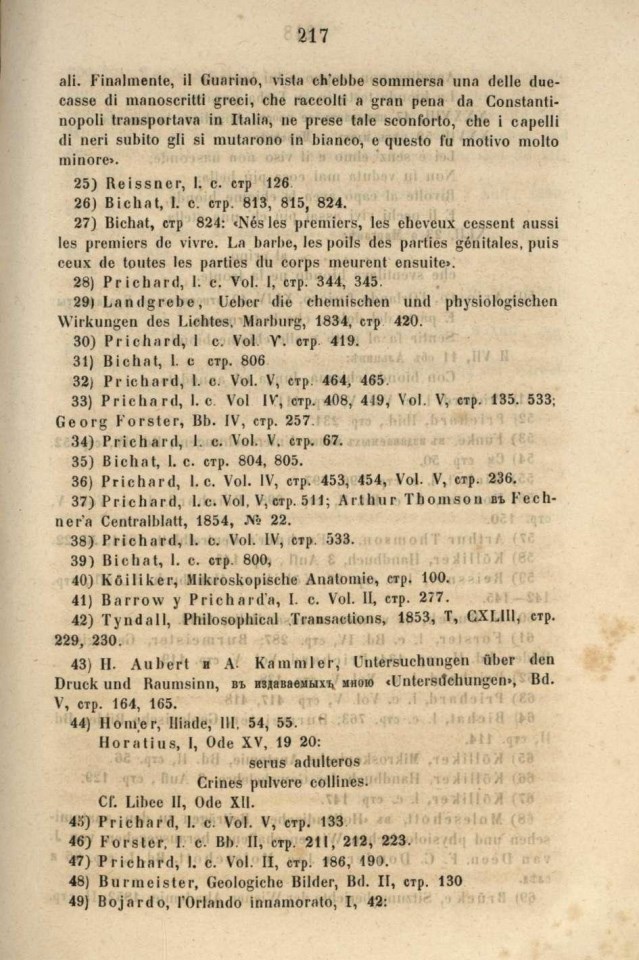 217
ali. Finalmente, il Guarino, vista ch'ebbe sommersa una delle due-
casse di manoscritti greci, che raccolti a gran pena da Constanti-
nopoli transportava in Italia, ne prese tale sconforto, che i capelli
di neri subito gli si mutarono in bianco, e questo fu motivo molto
minore».
25) Reissner, l. c. стр 126
26) Bichat, l. c. стр. 813, 815, 824.
27) Bichat, стр 824: «Nés les premiers, les cheveux cessent aussi
les premiers de vivre. La barbe, les poils des parties génitales, puis
ceux de toutes les parties du corps meurent ensuite».
28) Prichard, l. c. Vol. I, стр. 344, 345.
29) Landgrebe, Ueber die chemischen und physiologischen
Wirkungen des Lichtes, Marburg, 1834, стр 420.
30) Prichard, l c. Vol. V. стр. 419.
31) Bichat, l. c стр. 806
32) Prichard, l. c. Vol. V, стр. 464, 465.
33) Prichard, l. c. Vol IV, стр. 408, 419, Vol. V, стр. 135. 533;
Georg Forster, Bb. IV, стр. 257.
34) Prichard, l. c. Vol. V. стр. 67.
35) Bichat, l. c. стр. 804, 805.
36) Prichard, l. c. Vol. IV, стр. 453, 454, Vol. V, стр. 236.
37) Prichard, l. c. Vol. V, стр. 511; Arthur Thomson въ Fech-
ner'a Centralblatt, 1854, № 22.
38) Prichard, l. c. Vol. IV, стр. 533.
39) Bichat, l. c. стр. 800,
40) Köiliker, Mikroskopische Anatomie, стр. 100.
41) Barrow y Prichard'a, l. c. Vol. II, стр. 277.
42) Tyndall, Philosophical Transactions, 1853, T, CXLIII, стр.
229, 230.
43) H. Aubert и A. Kammler, Untersuchungen über den
Druck und Raumsinn, въ издаваемыхъ мною «Untersuchungen», Bd.
V, стр. 164, 165.
44) Homer, Iliade, III. 54, 55.
Horatius, I, Ode XV, 19 20:
serus adulteros
Crines pulvere collines.
Cf. Libee II, Ode XII.
45) Prichard, l. c. Vol. V, стр. 133
46) Forster, l. c. Bb. II, стр. 211, 212, 223.
47) Prichard, l. c. Vol. II, стр. 186, 190.
48) Burmeister, Geologiche Bilder, Bd. II, стр. 130
49) Bojardo, l'Orlando innamorato, I, 42: